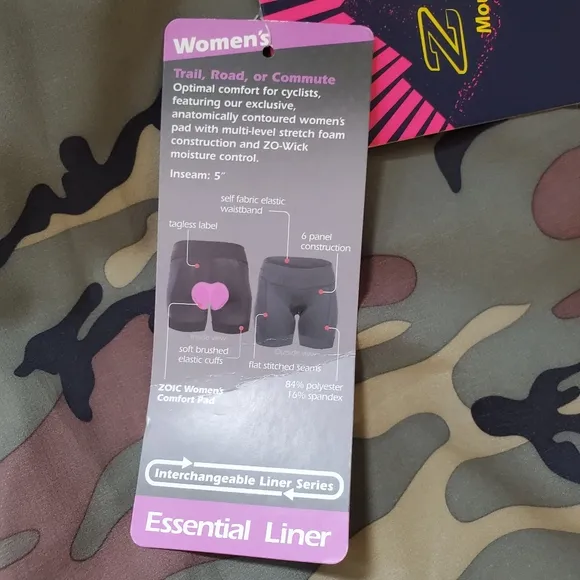 Women's
Trail, Road, or Commute
Optimal comfort for cyclists,
featuring our exclusive,
anatomically contoured women's
pad with multi-level stretch foam
construction and ZO-Wick
moisture control.
Inseam: 5"
self fabric elastic
waistband
tagless label
6 panel
construction
soft brushed
elastic cuffs
flat stitched seams
ZOIC Women's
Comfort Pad
84% polyester
16% spandex
Interchangeable Liner Series
Essential Liner
Z
Mou